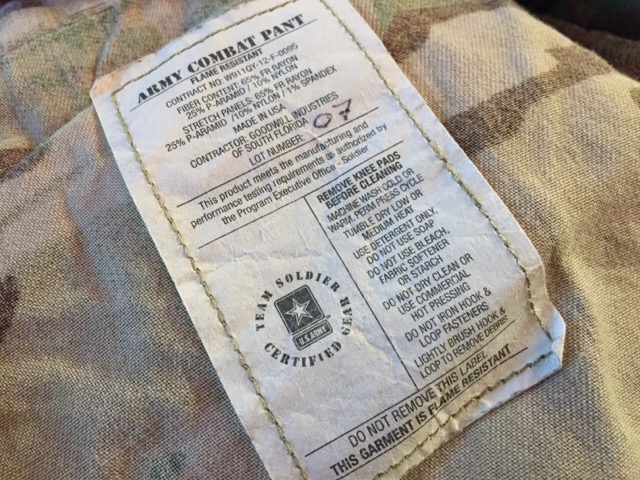 ARMY COMBAT PANT
FLAME RESISTANT
CONTRACT NO: W911QY-12-F-0095
FIBER CONTENT: 65% FR RAYON
25% P-ARAMID / 10% NYLON
STRETCH PANELS: 65% FR RAYON
25% P-ARAMID /10% NYLON / 1% SPANDEX
MADE IN USA
CONTRACTOR: GOODWILL INDUSTRIES
OF SOUTH FLORIDA
LOT NUMBER: 07
This product meets the manufacturing and
performance testing requirements as authorized by
the Program Executive Office - Soldier
TEAM SOLDIER
U.S.ARMY
CERTIFIED GEAR
REMOVE KNEE PADS
BEFORE CLEANING
MACHINE WASH COLD OR
WARM, PERM PRESS CYCLE
TUMBLE DRY LOW OR
MEDIUM HEAT
USE DETERGENT ONLY,
DO NOT USE SOAP
DO NOT USE BLEACH,
FABRIC SOFTENER
OR STARCH
DO NOT DRY CLEAN OR
USE COMMERCIAL
HOT PRESSING
DO NOT IRON HOOK &
LOOP FASTENERS
LIGHTLY BRUSH HOOK &
LOOP TO REMOVE DEBRIS
DO NOT REMOVE THIS LABEL
THIS GARMENT IS FLAME RESISTANT